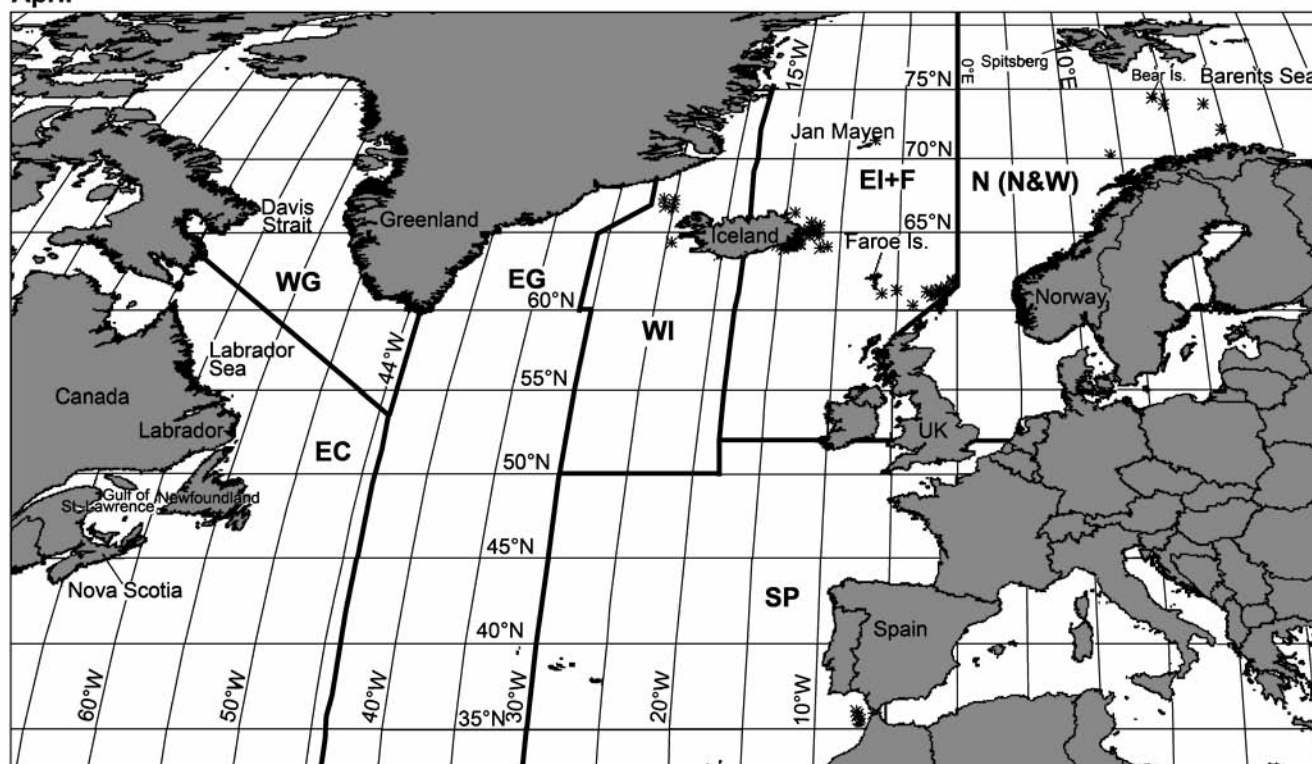 April
15°W
0°E
Spitsberg
10°E
Bear Is.
Barents Sea
75°N
Jan Mayen
70°N
EI+F
N (N&W)
Davis
Strait
Greenland
65°N
Iceland
Faroe Is.
WG
EG
60°N
Norway
WI
Labrador
Sea
44°W
55°N
Canada
Labrador
EC
UK
50°N
Gulf of
St. Lawrence
Newfoundland
45°N
Nova Scotia
SP
Spain
40°N
60°W
50°W
40°W
30°W
20°W
10°W
35°N